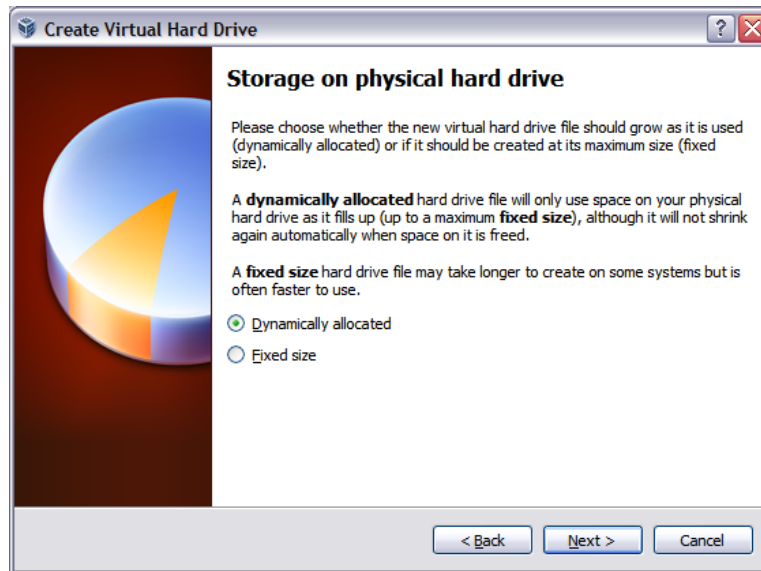 Create Virtual Hard Drive
?
Storage on physical hard drive
Please choose whether the new virtual hard drive file should grow as it is used
(dynamically allocated) or if it should be created at its maximum size (fixed
size).
A dynamically allocated hard drive file will only use space on your physical
hard drive as it fills up (up to a maximum fixed size), although it will not shrink
again automatically when space on it is freed.
A fixed size hard drive file may take longer to create on some systems but is
often faster to use.
Dynamically allocated
Fixed size
< Back Next > Cancel